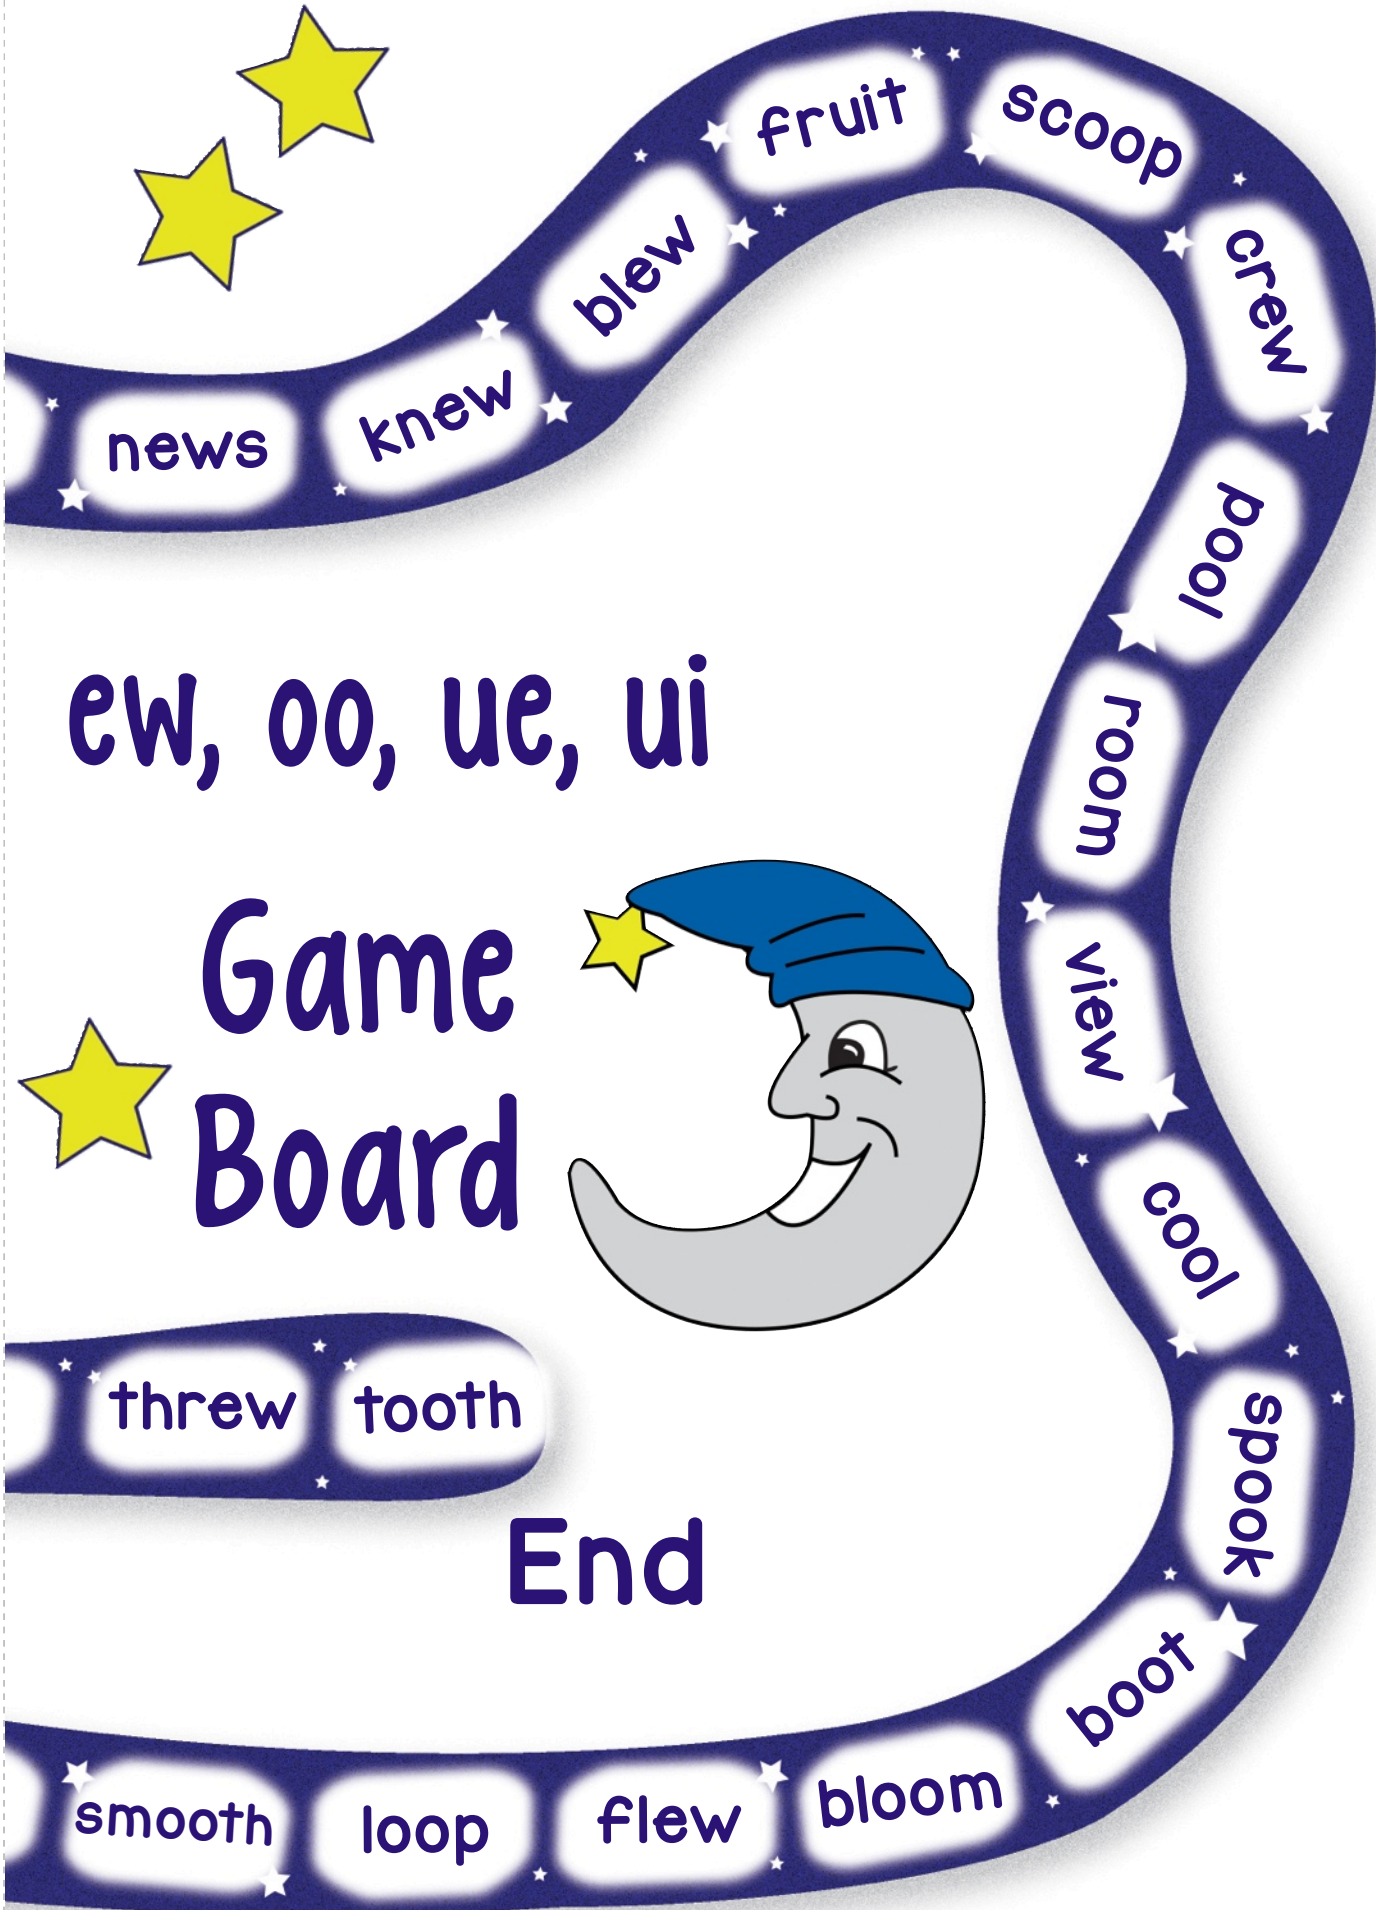 news
knew
blew
fruit
scoop
crew
pool
room
view
cool
spook
boot
bloom
flew
loop
smooth
ew, oo, ue, ui
Game
Board
threw tooth
End